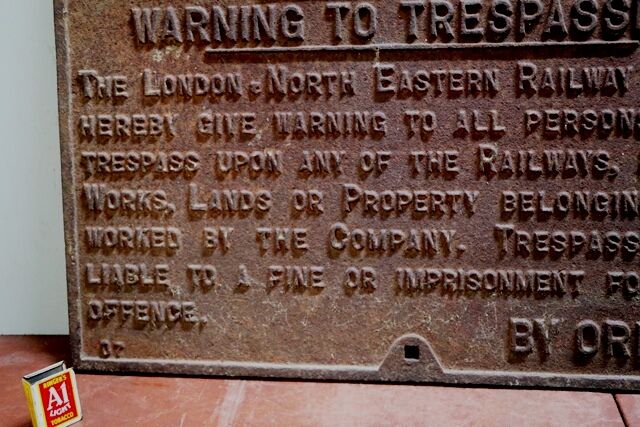 WARNING TO TRESPASS
THE LONDON & NORTH EASTERN RAILWAY
HEREBY GIVE WARNING TO ALL PERSON
TRESPASS UPON ANY OF THE RAILWAYS,
WORKS, LANDS OR PROPERTY BELONGIN
WORKED BY THE COMPANY. TRESPASS
LIABLE TO A FINE OR IMPRISONMENT FO
OFFENCE.
BY OR
RINGER'S
A1
LIGHT
TOBACCO